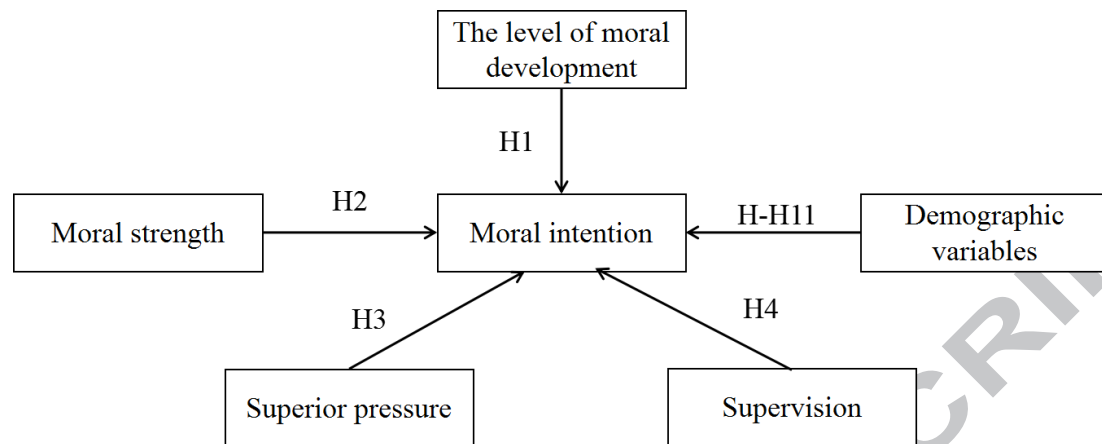 The level of moral
development
H1
H2
Moral strength
Moral intention
H-H11
Demographic
variables
H3
H4
Superior pressure
Supervision
CRI